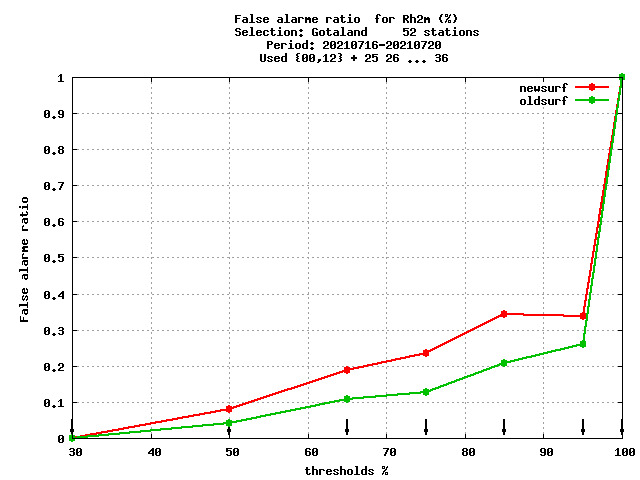 False alarme ratio  for Rh2m (%)
Selection: Gotaland     52 stations
Period: 20210716-20210720
Used {00,12} + 25 26 ... 36
newsurf
oldsurf
1
0.9
0.8
0.7
0.6
0.5
0.4
0.3
0.2
0.1
0
False alarme ratio
30 40 50 60 70 80 90 100
thresholds %